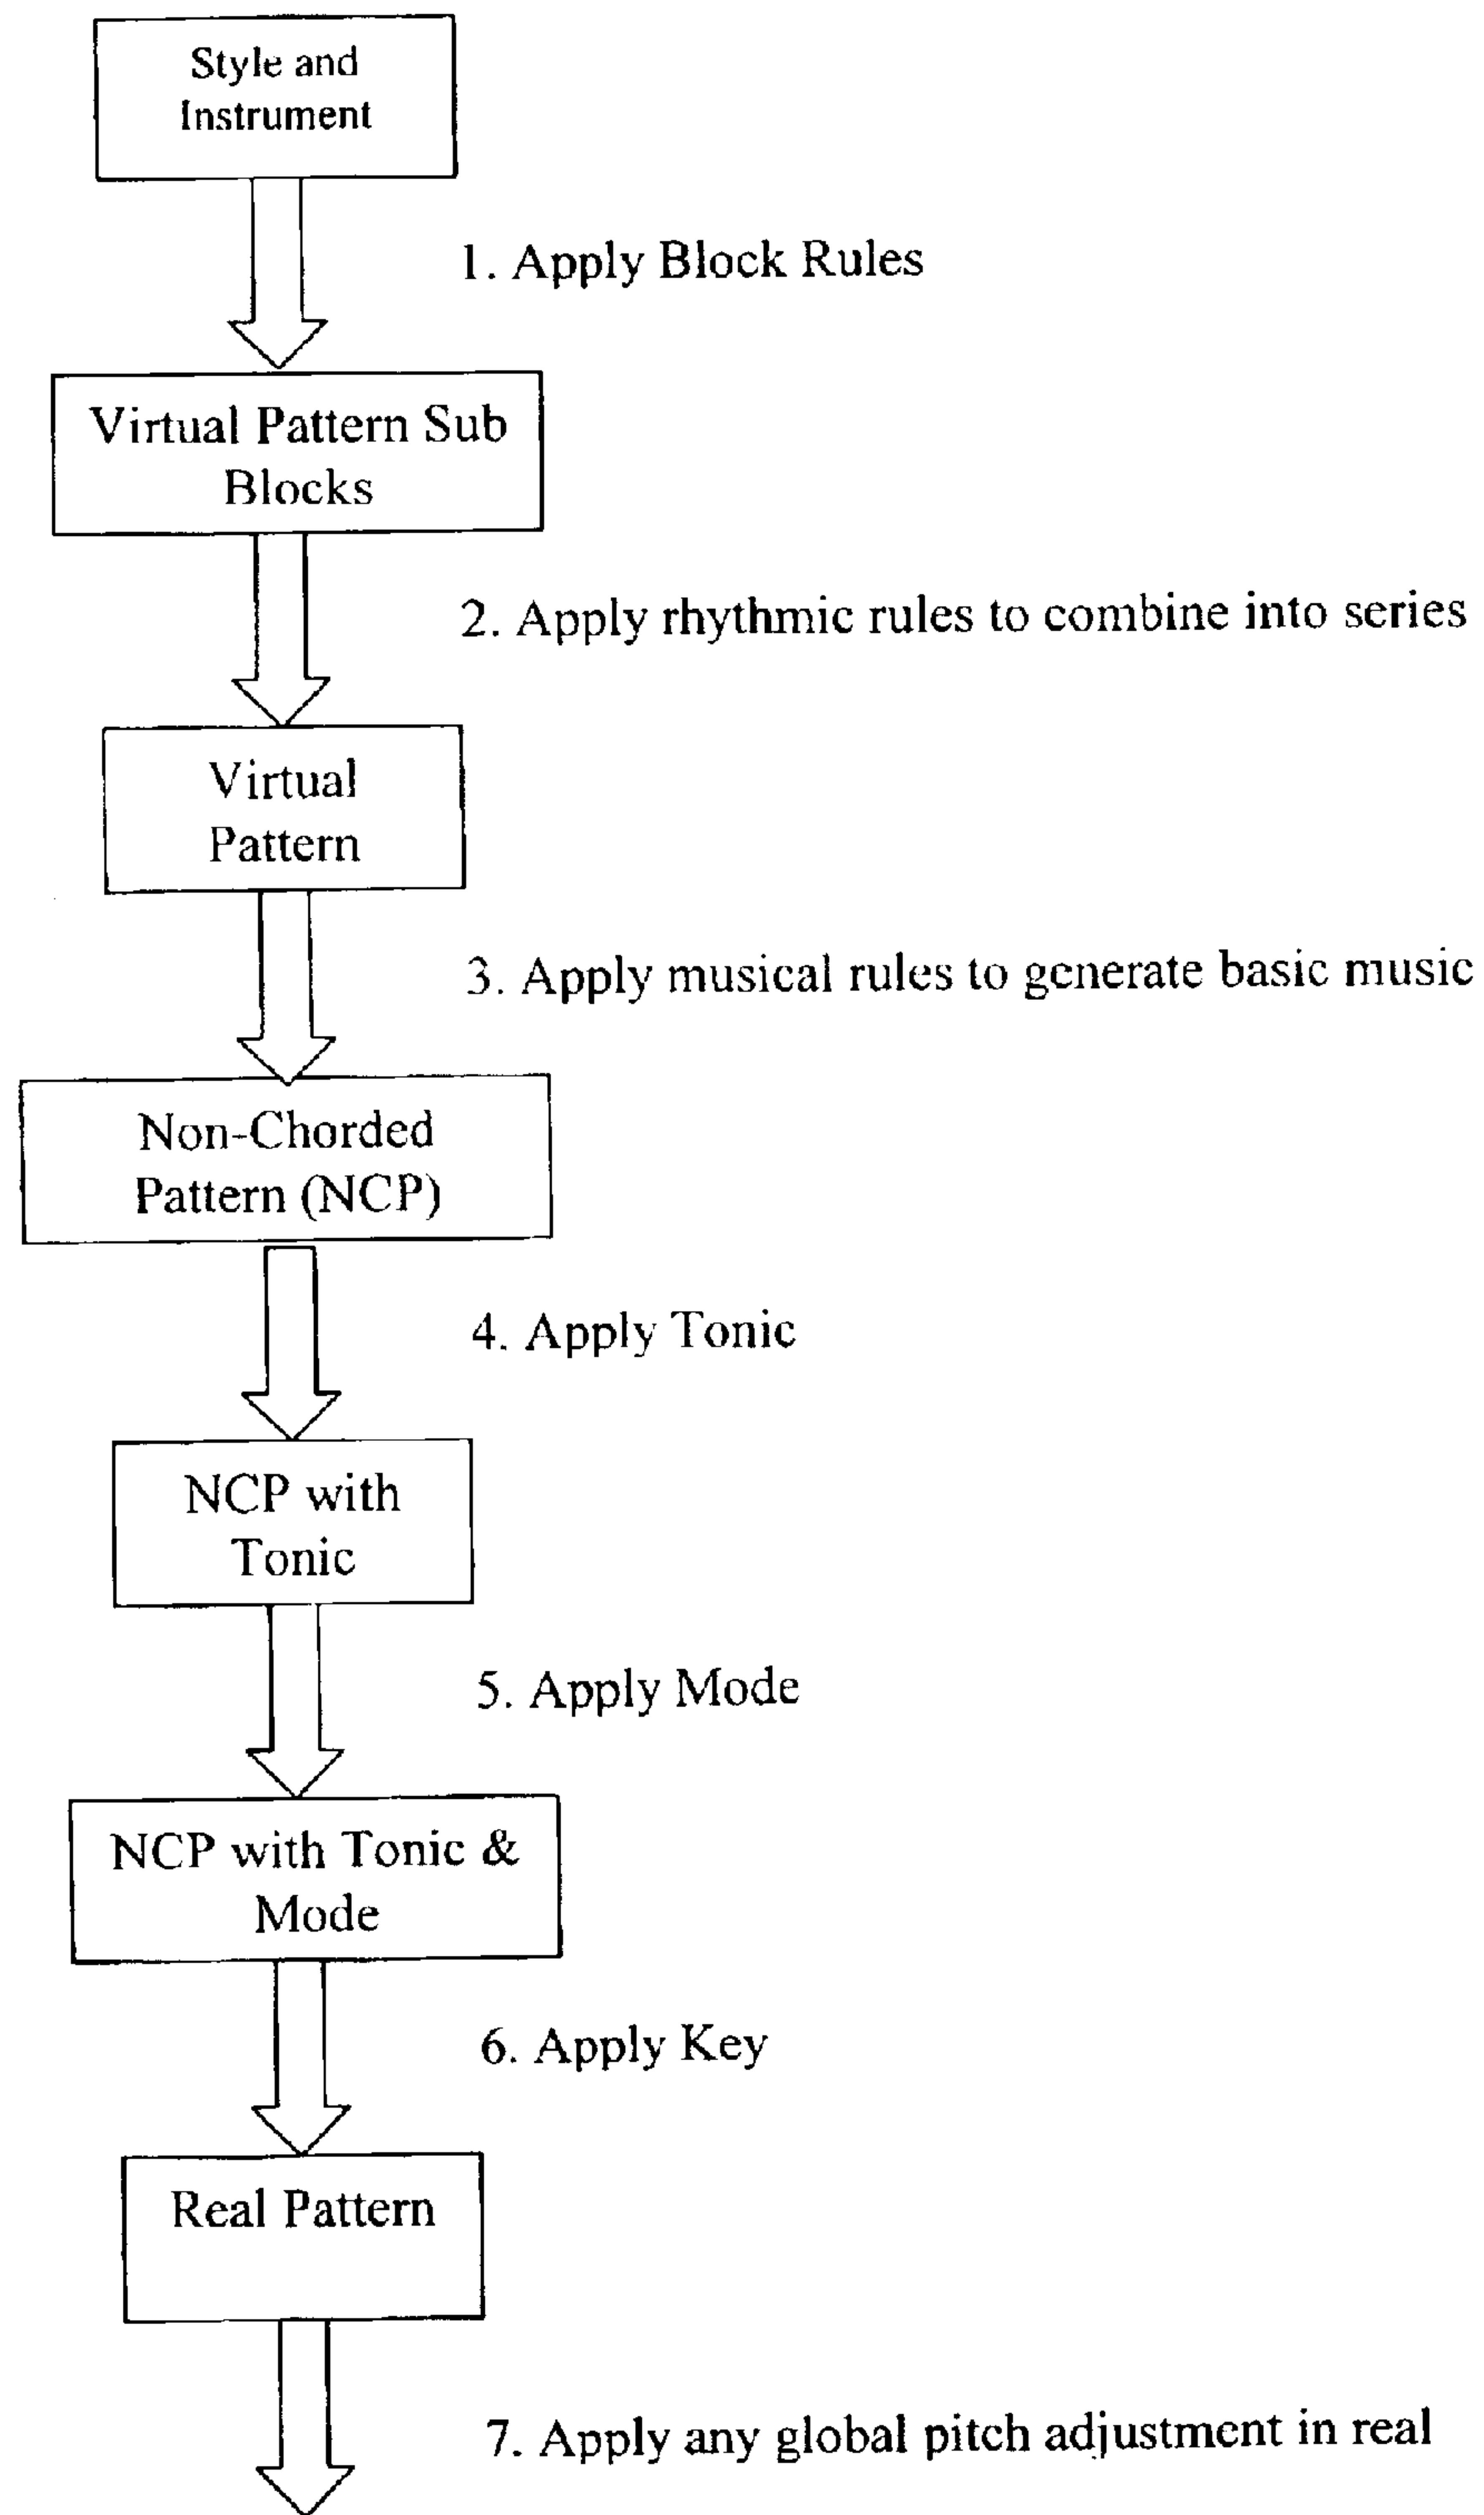 Style and
Instrument
1. Apply Block Rules
Virtual Pattern Sub
Blocks
2. Apply rhythmic rules to combine into series
Virtual
Pattern
3. Apply musical rules to generate basic music
Non-Chorded
Pattern (NCP)
4. Apply Tonic
NCP with
Tonic
5. Apply Mode
NCP with Tonic &
Mode
6. Apply Key
Real Pattern
7. Apply any global pitch adjustment in real